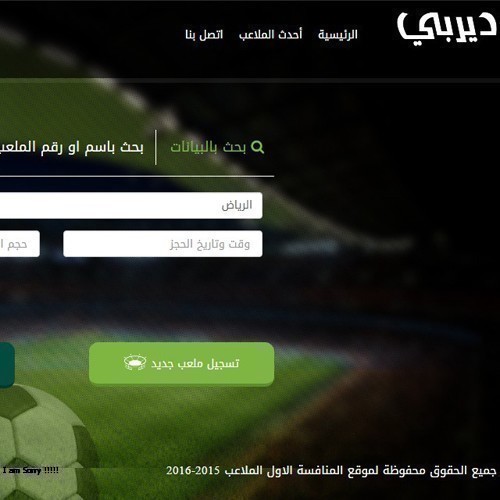 ديربي
الرئيسية أحدث الملاعب اتصل بنا
بحث بالبيانات بحث باسم او رقم الملعب
الرياض
وقت وتاريخ الحجز حجم ا
تسجيل ملعب جديد
جميع الحقوق محفوظة لموقع المنافسة الاول الملاعب 2015-2016
I am Sorry !!!!!